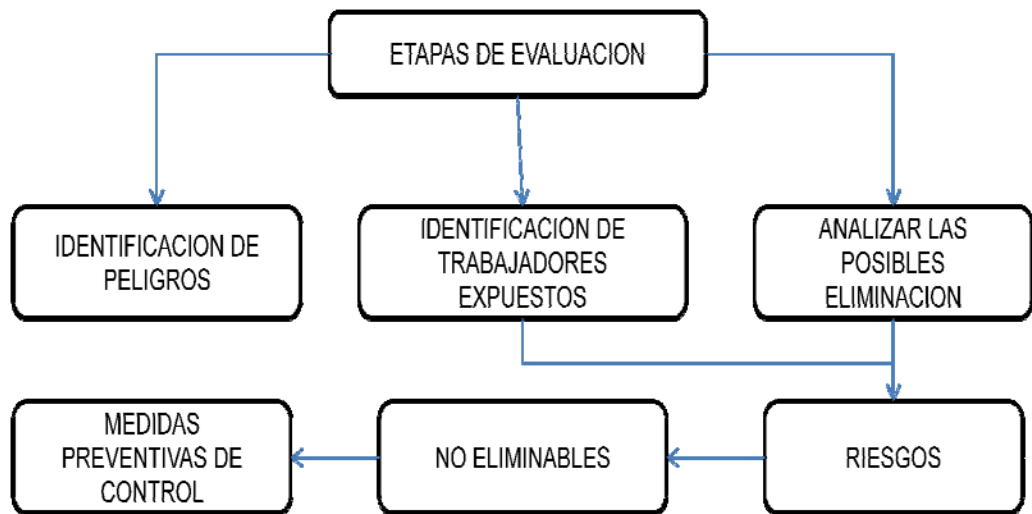 ETAPAS DE EVALUACION
IDENTIFICACION DE
PELIGROS
IDENTIFICACION DE
TRABAJADORES
EXPUESTOS
ANALIZAR LAS
POSIBLES
ELIMINACION
MEDIDAS
PREVENTIVAS DE
CONTROL
NO ELIMINABLES
RIESGOS